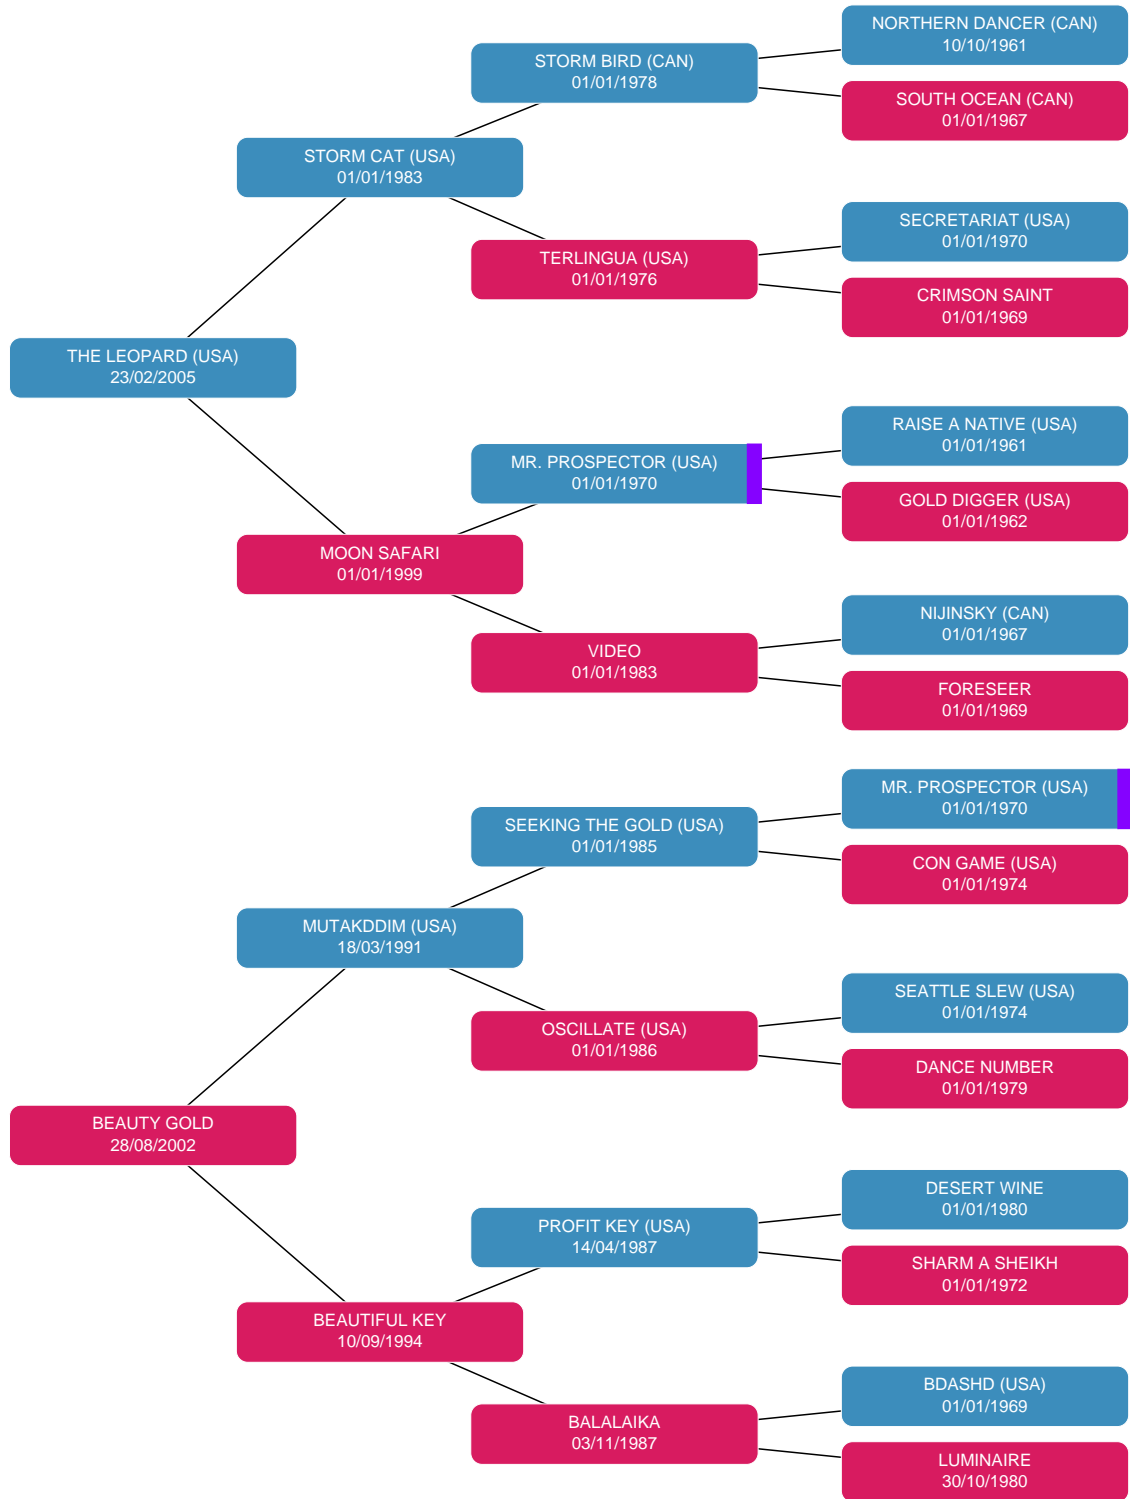 NORTHERN DANCER (CAN)
10/10/1961
STORM BIRD (CAN)
01/01/1978
SOUTH OCEAN (CAN)
01/01/1967
STORM CAT (USA)
01/01/1983
SECRETARIAT (USA)
01/01/1970
TERLINGUA (USA)
01/01/1976
CRIMSON SAINT
01/01/1969
THE LEOPARD (USA)
23/02/2005
RAISE A NATIVE (USA)
01/01/1961
MR. PROSPECTOR (USA)
01/01/1970
GOLD DIGGER (USA)
01/01/1962
MOON SAFARI
01/01/1999
NIJINSKY (CAN)
01/01/1967
VIDEO
01/01/1983
FORESEER
01/01/1969
MR. PROSPECTOR (USA)
01/01/1970
SEEKING THE GOLD (USA)
01/01/1985
CON GAME (USA)
01/01/1974
MUTAKDDIM (USA)
18/03/1991
SEATTLE SLEW (USA)
01/01/1974
OSCILLATE (USA)
01/01/1986
DANCE NUMBER
01/01/1979
BEAUTY GOLD
28/08/2002
DESERT WINE
01/01/1980
PROFIT KEY (USA)
14/04/1987
SHARM A SHEIKH
01/01/1972
BEAUTIFUL KEY
10/09/1994
BDASHD (USA)
01/01/1969
BALALAIKA
03/11/1987
LUMINAIRE
30/10/1980